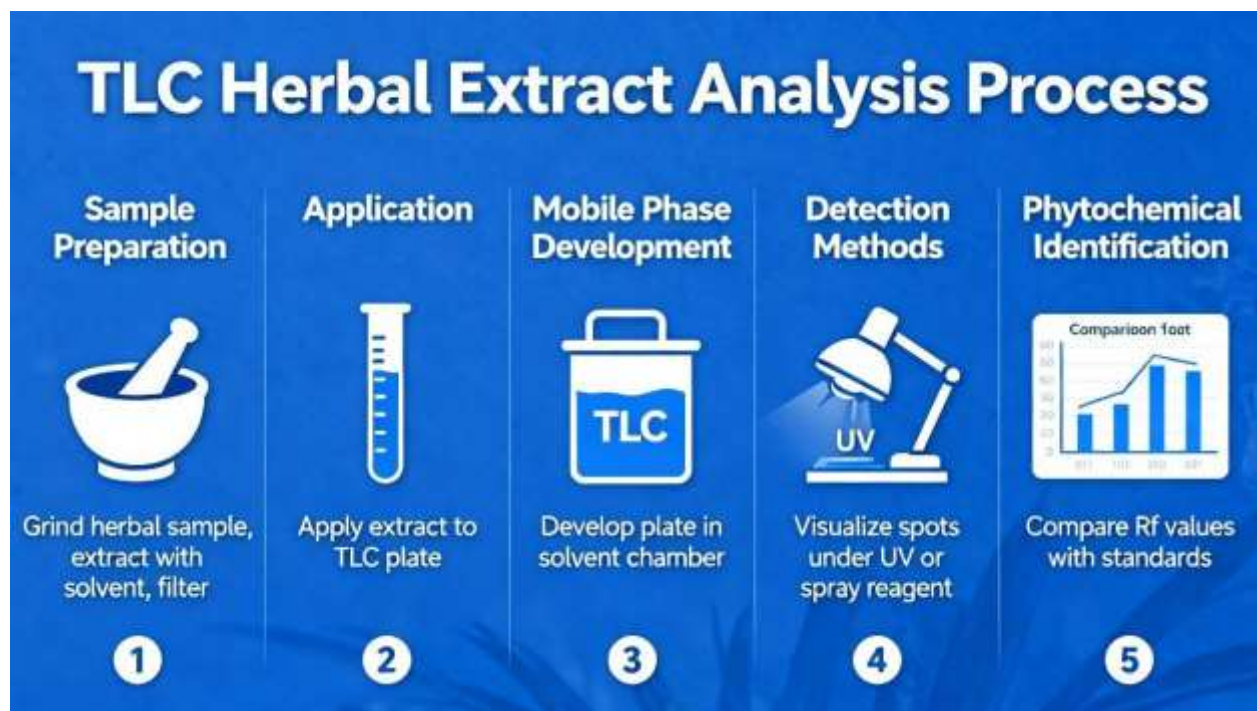 TLC Herbal Extract Analysis Process
Sample
Preparation
Grind herbal sample,
extract with
solvent, filter
1
Application
Apply extract to
TLC plate
2
Mobile Phase
Development
TLC
Develop plate in
solvent chamber
3
Detection
Methods
UV
Visualize spots
under UV or
spray reagent
4
Phytochemical
Identification
Comparioon foot
Compare Rf values
with standards
5